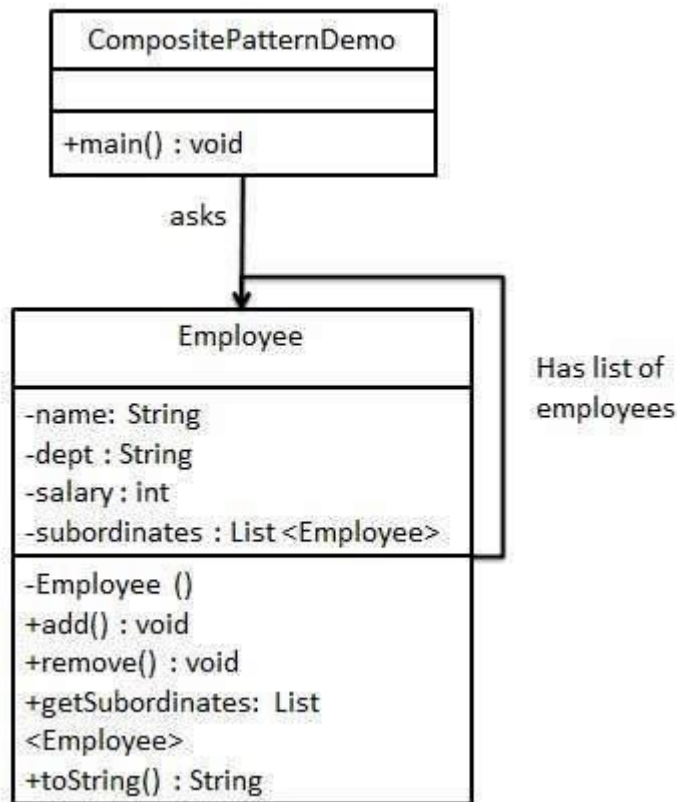 CompositePatternDemo
+main() : void
asks
Employee
Has list of
employees
-name: String
-dept : String
-salary : int
-subordinates : List <Employee>
-Employee ()
+add() : void
+remove() : void
+getSubordinates: List
<Employee>
+toString() : String